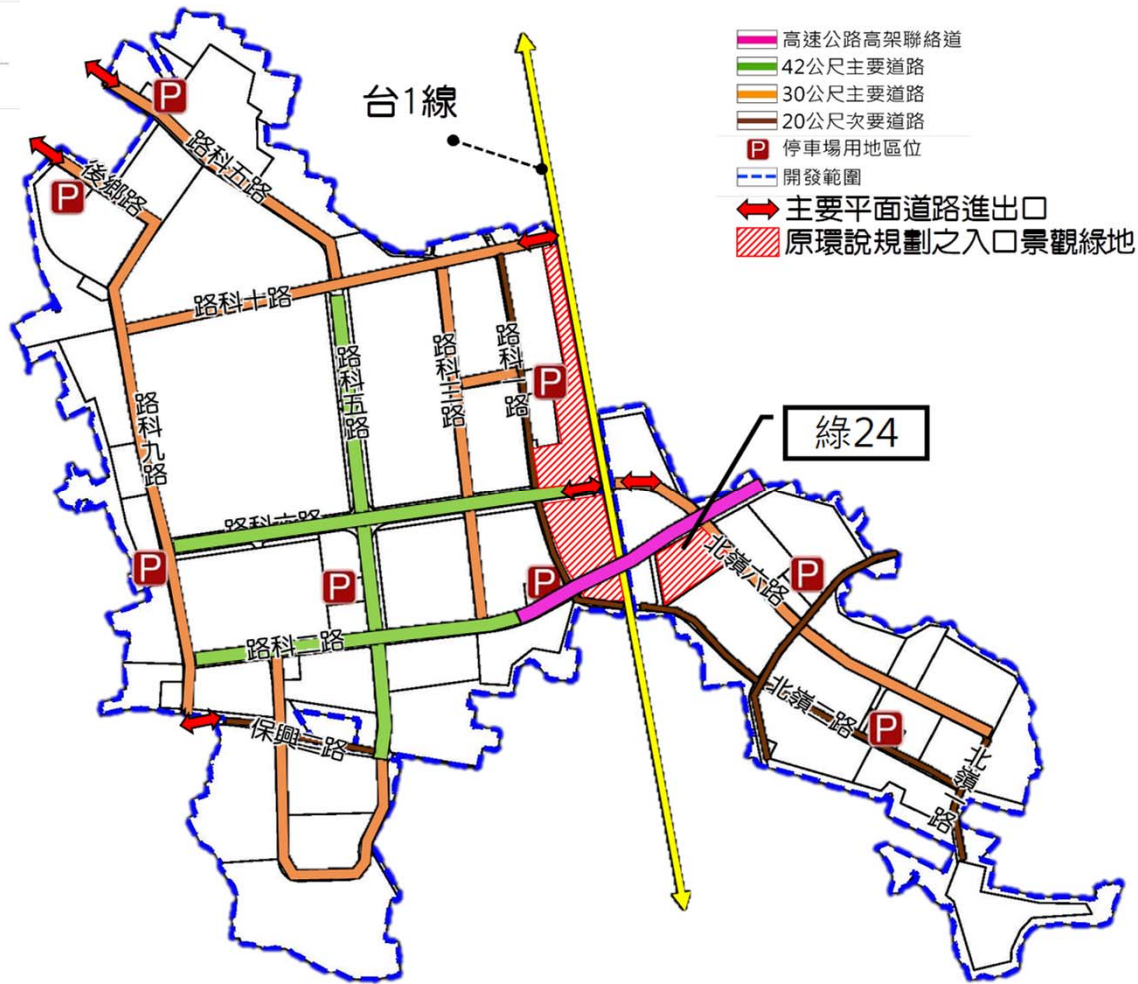 高速公路高架聯絡道
42公尺主要道路
30公尺主要道路
20公尺次要道路
P 停車場用地區位
開發範圍
主要平面道路進出口
原環說規劃之入口景觀綠地
台1線
P
路科五路
P
後鄉路
路科十路
路科五路
路科三路
路科一路
P
路科九路
綠24
路科六路
北嶺六路
P
P
P
P
路科二路
北嶺二路
P
保興三路
北嶺一路